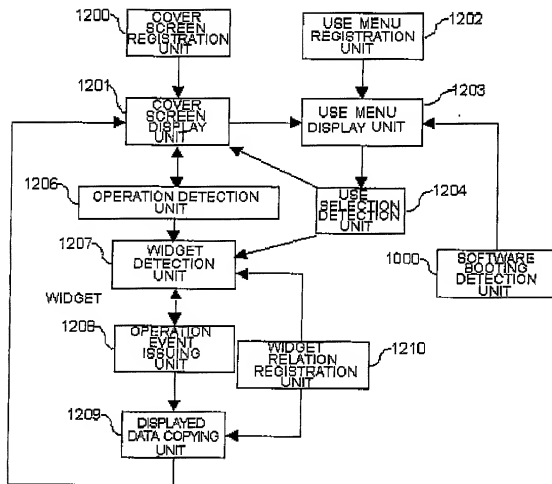 1200
COVER
SCREEN
REGISTRATION
UNIT
1202
USE MENU
REGISTRATION
UNIT
1201
COVER
SCREEN
DISPLAY
UNIT
1203
USE MENU
DISPLAY UNIT
1206
OPERATION DETECTION
UNIT
1204
USE
SELECTION
DETECTION
UNIT
1207
WIDGET
DETECTION
UNIT
1000
SOFTWARE
BOOTING
DETECTION
UNIT
WIDGET
1208
OPERATION
EVENT
ISSUING
UNIT
1210
WIDGET
RELATION
REGISTRATION
UNIT
1209
DISPLAYED
DATA COPYING
UNIT